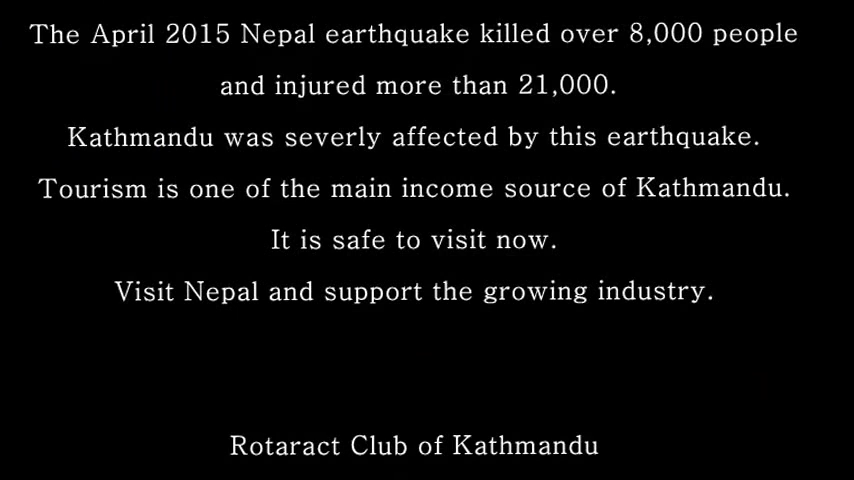 The April 2015 Nepal earthquake killed over 8,000 people
and injured more than 21,000.
Kathmandu was severly affected by this earthquake.
Tourism is one of the main income source of Kathmandu.
It is safe to visit now.
Visit Nepal and support the growing industry.
Rotaract Club of Kathmandu